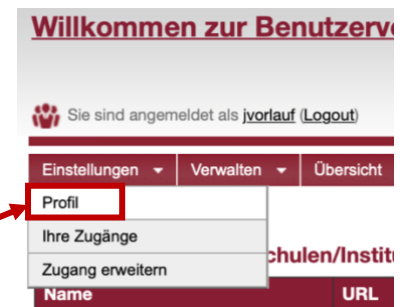 Willkommen zur Benutzerve
Sie sind angemeldet als jvorlauf (Logout)
Einstellungen Verwalten Übersicht
Profil
Ihre Zugänge
chulen/Institu
Zugang erweitern
Name URL